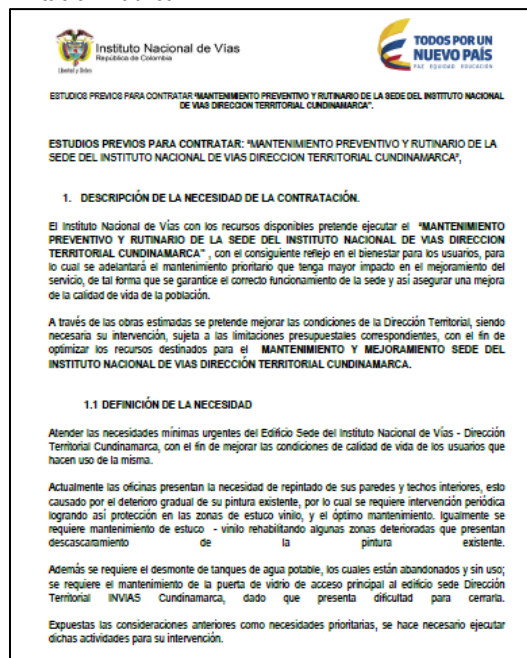 Instituto Nacional de Vías
República de Colombia
Libertad y Orden
TODOS POR UN
NUEVO PAÍS
PAZ EQUIDAD EDUCACIÓN
ESTUDIOS PREVIOS PARA CONTRATAR "MANTENIMIENTO PREVENTIVO Y RUTINARIO DE LA SEDE DEL INSTITUTO NACIONAL
DE VIAS DIRECCION TERRITORIAL CUNDINAMARCA".
ESTUDIOS PREVIOS PARA CONTRATAR: "MANTENIMIENTO PREVENTIVO Y RUTINARIO DE LA
SEDE DEL INSTITUTO NACIONAL DE VIAS DIRECCION TERRITORIAL CUNDINAMARCA",
1. DESCRIPCIÓN DE LA NECESIDAD DE LA CONTRATACIÓN.
El Instituto Nacional de Vías con los recursos disponibles pretende ejecutar el "MANTENIMIENTO
PREVENTIVO Y RUTINARIO DE LA SEDE DEL INSTITUTO NACIONAL DE VIAS DIRECCION
TERRITORIAL CUNDINAMARCA" , con el consiguiente reflejo en el bienestar para los usuarios, para
lo cual se adelantará el mantenimiento prioritario que tenga mayor impacto en el mejoramiento del
servicio, de tal forma que se garantice el correcto funcionamiento de la sede y así asegurar una mejora
de la calidad de vida de la población.
A través de las obras estimadas se pretende mejorar las condiciones de la Dirección Territorial, siendo
necesaria su intervención, sujeta a las limitaciones presupuestales correspondientes, con el fin de
optimizar los recursos destinados para el MANTENIMIENTO Y MEJORAMIENTO SEDE DEL
INSTITUTO NACIONAL DE VIAS DIRECCIÓN TERRITORIAL CUNDINAMARCA.
1.1 DEFINICIÓN DE LA NECESIDAD
Atender las necesidades mínimas urgentes del Edificio Sede del Instituto Nacional de Vías - Dirección
Territorial Cundinamarca, con el fin de mejorar las condiciones de calidad de vida de los usuarios que
hacen uso de la misma.
Actualmente las oficinas presentan la necesidad de repintado de sus paredes y techos interiores, esto
causado por el deterioro gradual de su pintura existente, por lo cual se requiere intervención periódica
logrando así protección en las zonas de estuco vinilo, y el óptimo mantenimiento. Igualmente se
requiere mantenimiento de estuco - vinilo rehabilitando algunas zonas deterioradas que presentan
descascaramiento de la pintura existente.
Además se requiere el desmonte de tanques de agua potable, los cuales están abandonados y sin uso;
se requiere el mantenimiento de la puerta de vidrio de acceso principal al edificio sede Dirección
Territorial INVIAS Cundinamarca, dado que presenta dificultad para cerrarla.
Expuestas las consideraciones anteriores como necesidades prioritarias, se hace necesario ejecutar
dichas actividades para su intervención.